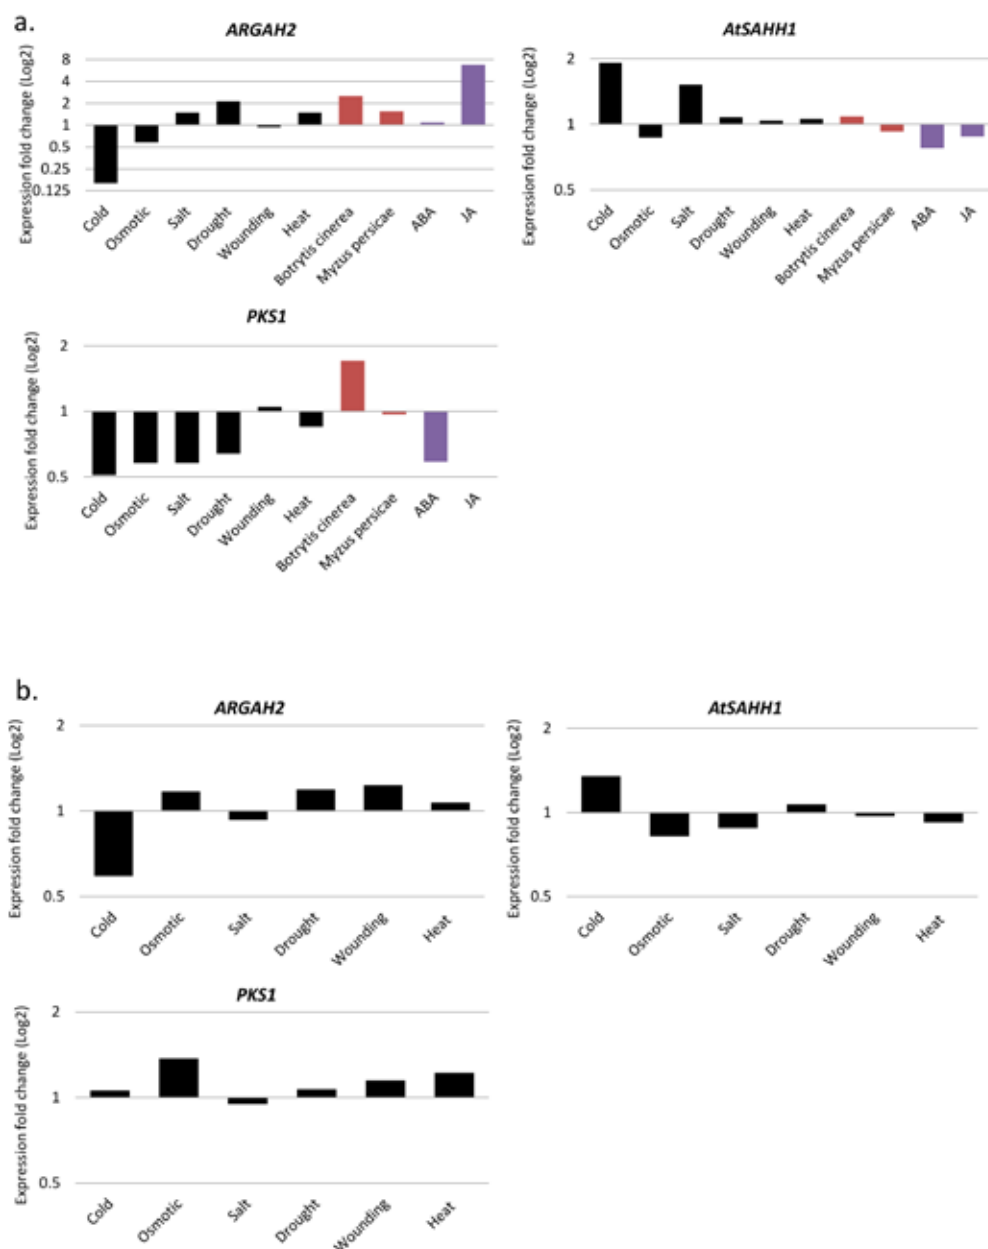 a.
ARGAH2
Expression fold change (Log2)
8
4
2
1
0.5
0.25
0.125
Cold
Osmotic
Salt
Drought
Wounding
Heat
Botrytis cinerea
Myzus persicae
ABA
JA
AtSAHH1
Expression fold change (Log2)
2
1
0.5
Cold
Osmotic
Salt
Drought
Wounding
Heat
Botrytis cinerea
Myzus persicae
ABA
JA
PKS1
Expression fold change (Log2)
2
1
0.5
Cold
Osmotic
Salt
Drought
Wounding
Heat
Botrytis cinerea
Myzus persicae
ABA
JA
b.
ARGAH2
Expression fold change (Log2)
2
1
0.5
Cold
Osmotic
Salt
Drought
Wounding
Heat
AtSAHH1
Expression fold change (Log2)
2
1
0.5
Cold
Osmotic
Salt
Drought
Wounding
Heat
PKS1
Expression fold change (Log2)
2
1
0.5
Cold
Osmotic
Salt
Drought
Wounding
Heat